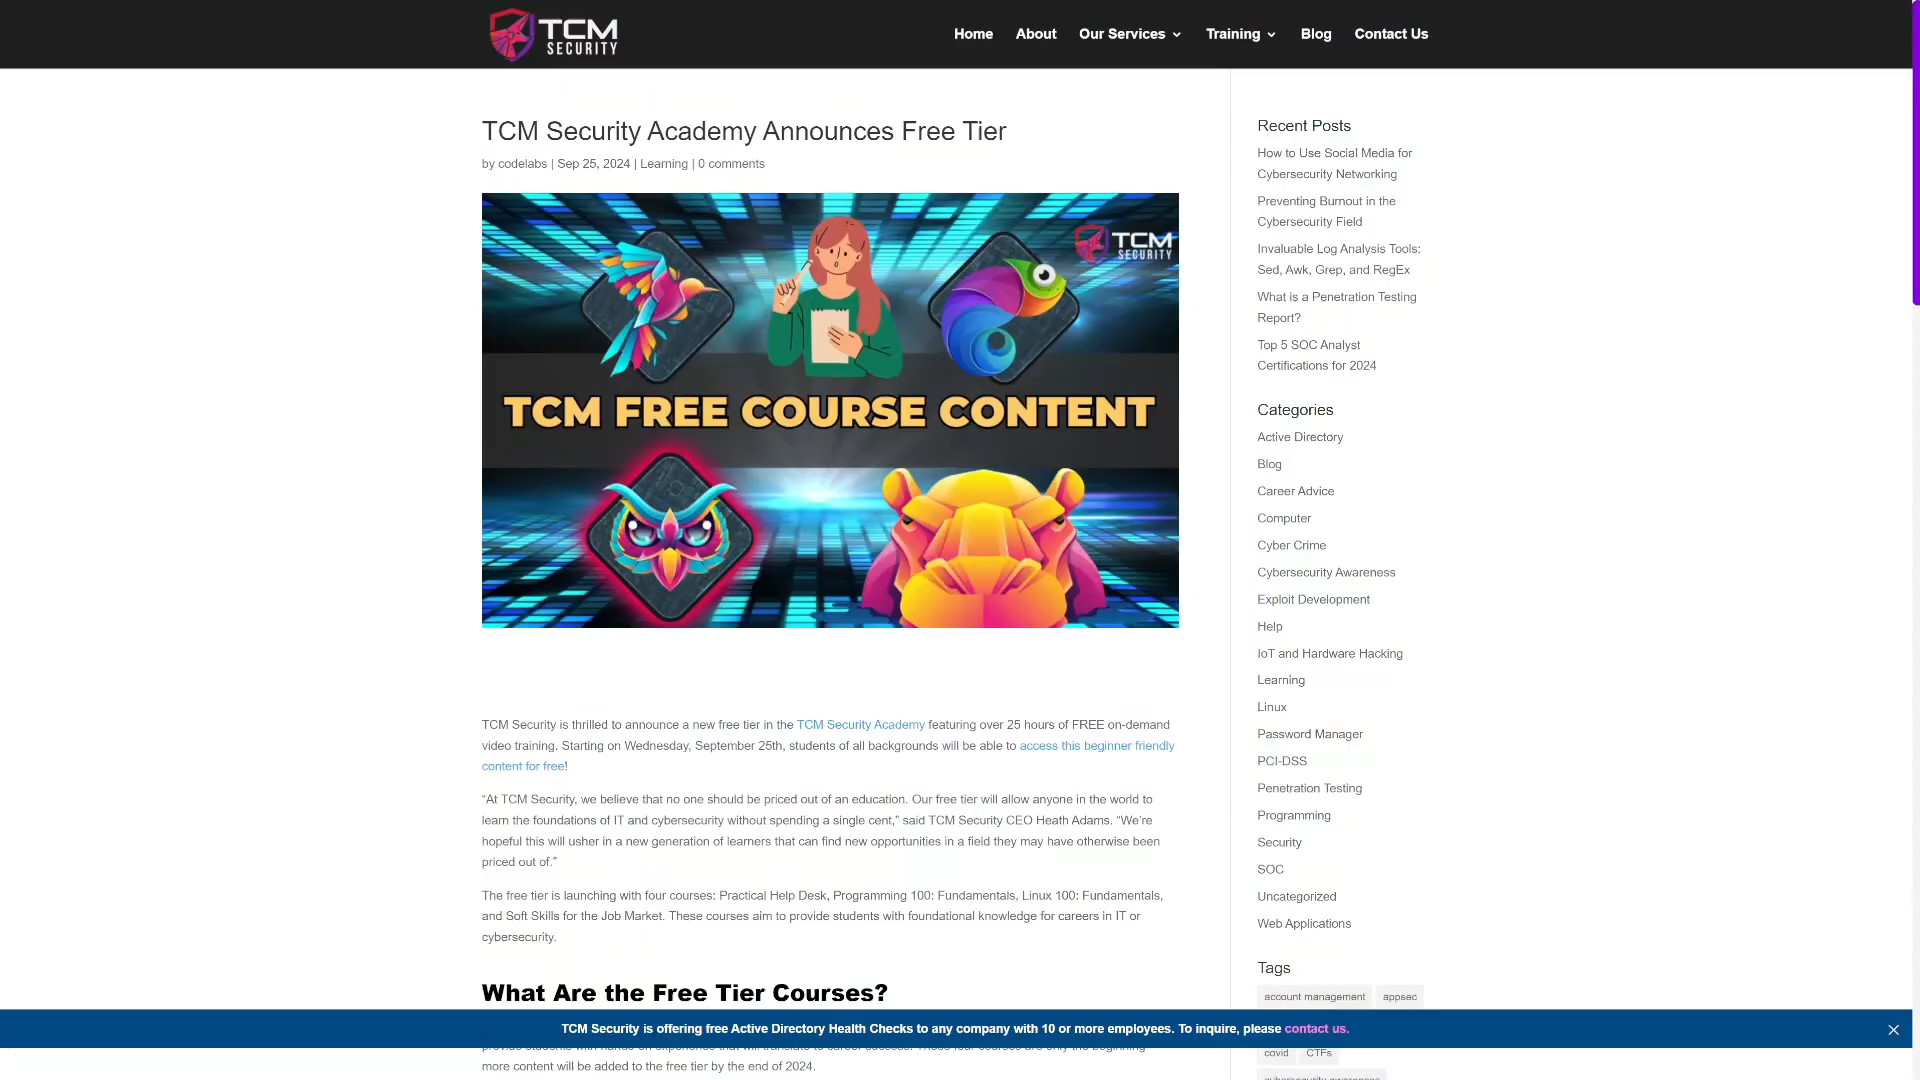 TCM
SECURITY
Home About Our Services Training Blog Contact Us
TCM Security Academy Announces Free Tier
by codelabs | Sep 25, 2024 | Learning | 0 comments
TCM
SECURITY
TCM FREE COURSE CONTENT
TCM Security is thrilled to announce a new free tier in the TCM Security Academy featuring over 25 hours of FREE on-demand
video training. Starting on Wednesday, September 25th, students of all backgrounds will be able to access this beginner friendly
content for free!
“At TCM Security, we believe that no one should be priced out of an education. Our free tier will allow anyone in the world to
learn the foundations of IT and cybersecurity without spending a single cent,” said TCM Security CEO Heath Adams. “We’re
hopeful this will usher in a new generation of learners that can find new opportunities in a field they may have otherwise been
priced out of.”
The free tier is launching with four courses: Practical Help Desk, Programming 100: Fundamentals, Linux 100: Fundamentals,
and Soft Skills for the Job Market. These courses aim to provide students with foundational knowledge for careers in IT or
cybersecurity.
What Are the Free Tier Courses?
more content will be added to the free tier by the end of 2024.
Recent Posts
How to Use Social Media for
Cybersecurity Networking
Preventing Burnout in the
Cybersecurity Field
Invaluable Log Analysis Tools:
Sed, Awk, Grep, and RegEx
What is a Penetration Testing
Report?
Top 5 SOC Analyst
Certifications for 2024
Categories
Active Directory
Blog
Career Advice
Computer
Cyber Crime
Cybersecurity Awareness
Exploit Development
Help
IoT and Hardware Hacking
Learning
Linux
Password Manager
PCI-DSS
Penetration Testing
Programming
Security
SOC
Uncategorized
Web Applications
Tags
account management appsec
covid CTFs
TCM Security is offering free Active Directory Health Checks to any company with 10 or more employees. To inquire, please contact us.